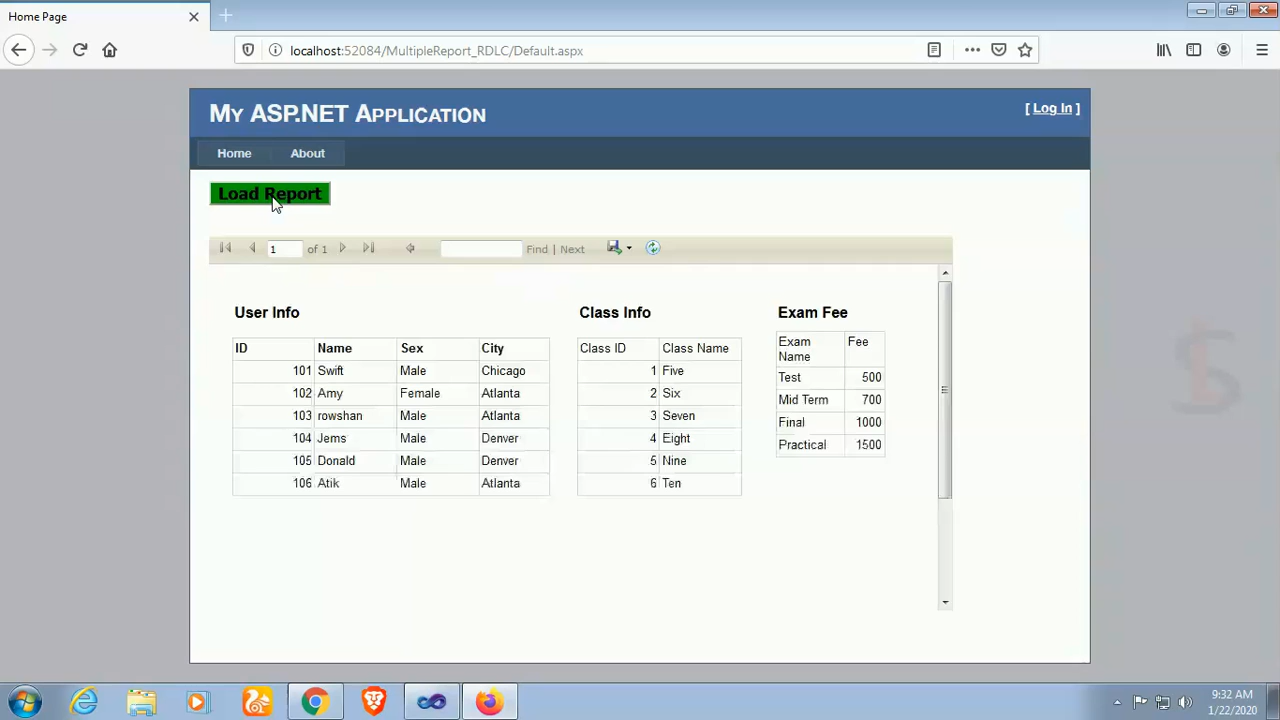 Home Page
localhost:52084/MultipleReport_RDLC/Default.aspx
My ASP.NET Application
[ Log In ]
Home About
Load Report
1 of 1 Find | Next
User Info Class Info Exam Fee
ID Name Sex City Class ID Class Name Exam Name Fee
101 Swift Male Chicago 1 Five Test 500
102 Amy Female Atlanta 2 Six Mid Term 700
103 rowshan Male Atlanta 3 Seven Final 1000
104 Jems Male Denver 4 Eight Practical 1500
105 Donald Male Denver 5 Nine
106 Atik Male Atlanta 6 Ten
9:32 AM
1/22/2020